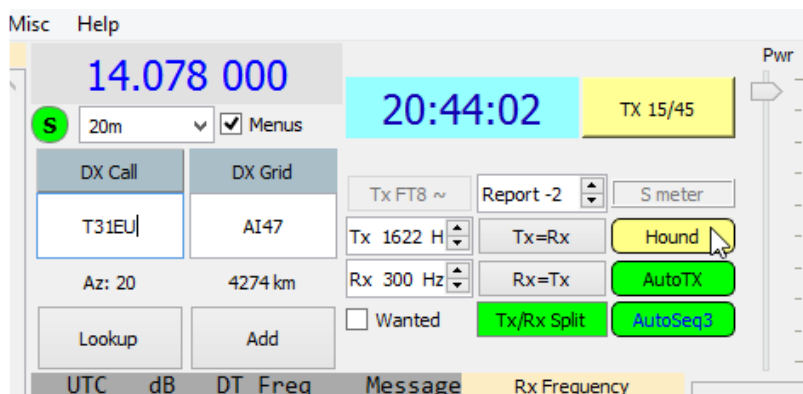 Misc Help
14.078 000
Pwr
20:44:02
TX 15/45
S
20m
Menus
DX Call
DX Grid
Tx FT8 ~
Report -2
S meter
T31EU
AI47
Tx 1622 H
Tx=Rx
Hound
Az: 20
4274 km
Rx 300 Hz
Rx=Tx
AutoTX
Wanted
Tx/Rx Split
AutoSeq3
Lookup
Add
UTC dB DT Freq Message
Rx Frequency